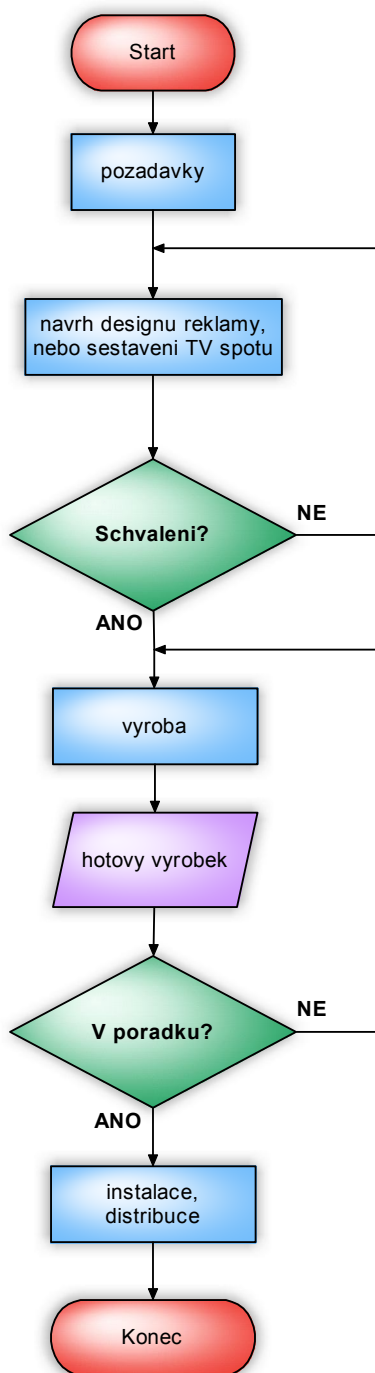 Start
pozadavky
navrh designu reklamy,
nebo sestaveni TV spotu
Schvaleni?
NE
ANO
vyroba
hotovy vyrobek
V poradku?
NE
ANO
instalace,
distribuce
Konec